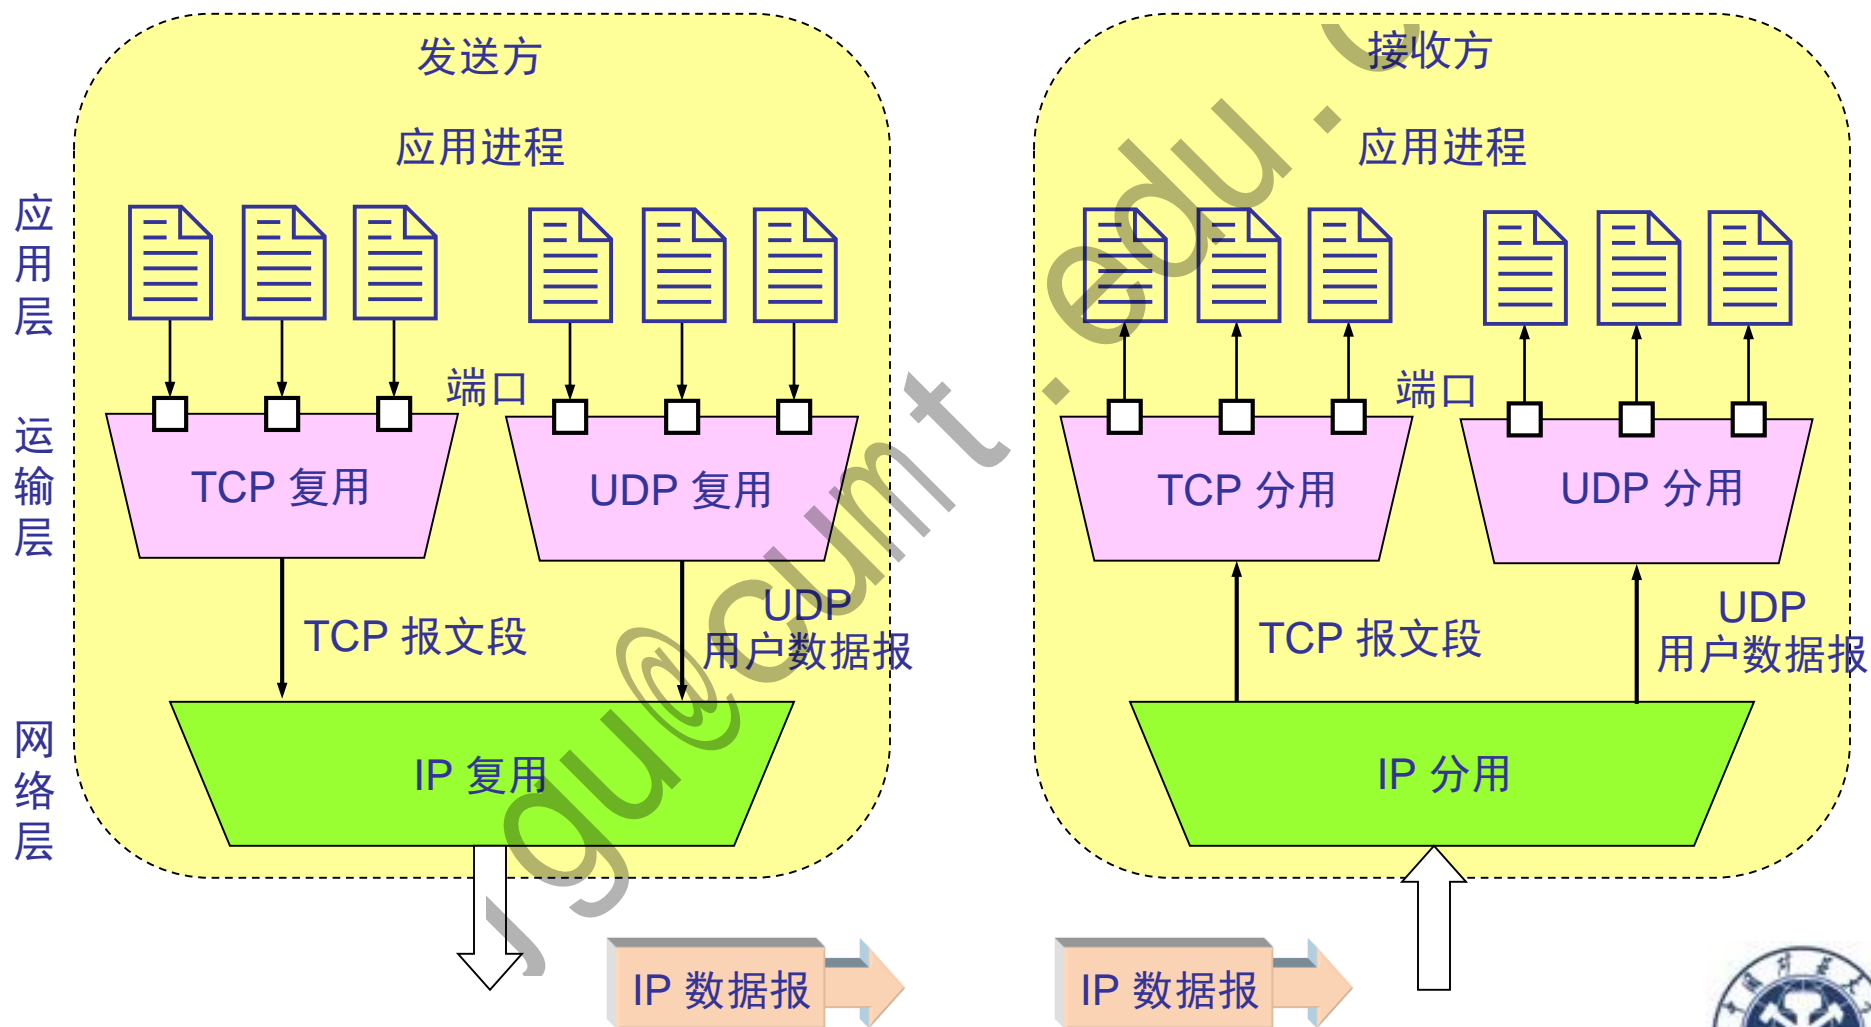 发送方
应用进程
应用层
端口
运输层
TCP 复用
UDP 复用
TCP 报文段
UDP
用户数据报
网络层
IP 复用
IP 数据报
接收方
应用进程
端口
TCP 分用
UDP 分用
TCP 报文段
UDP
用户数据报
IP 分用
IP 数据报
gu@cumt.edu.c